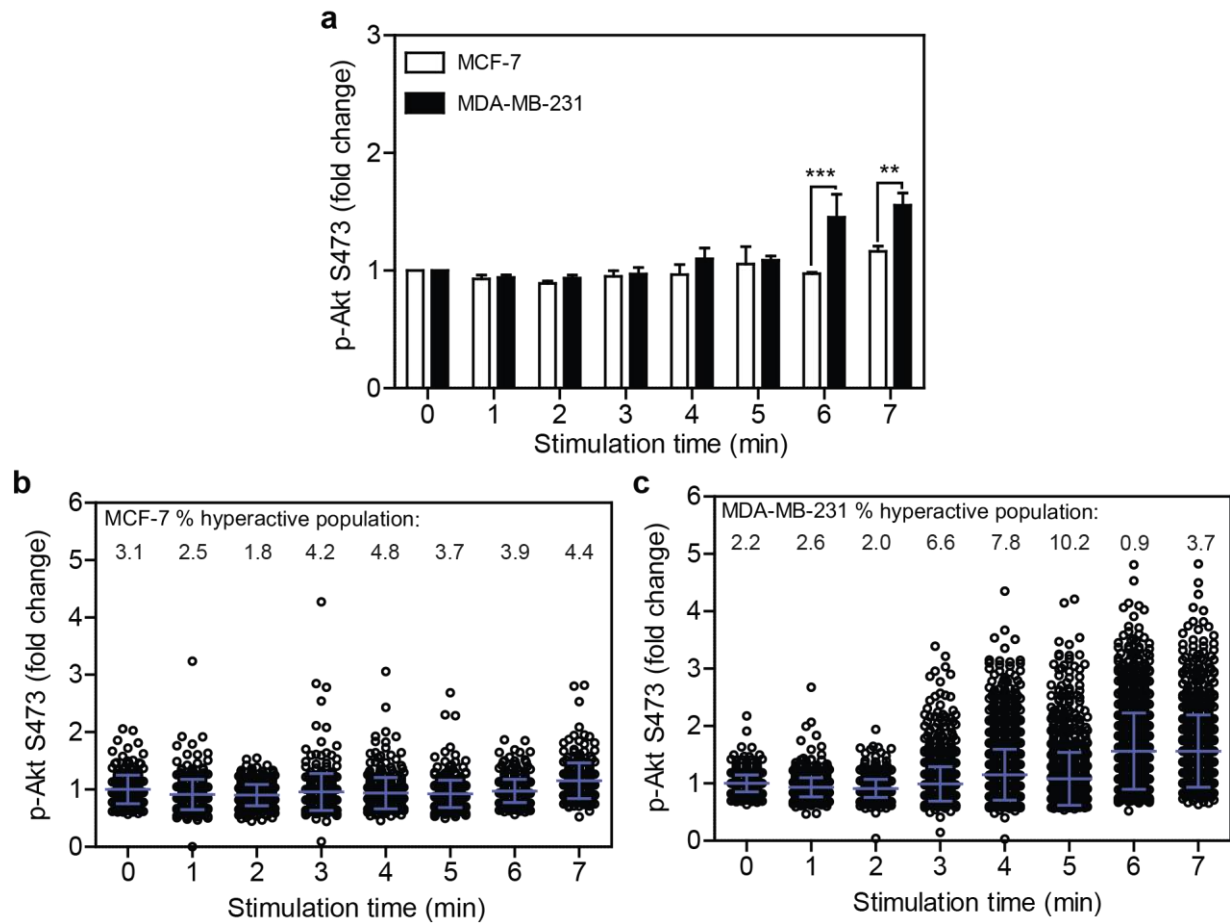 a
3
2
1
0
p-Akt S473 (fold change)
MCF-7
MDA-MB-231
***
**
0 1 2 3 4 5 6 7
Stimulation time (min)
b
6
5
4
3
2
1
0
p-Akt S473 (fold change)
MCF-7 % hyperactive population:
3.1 2.5 1.8 4.2 4.8 3.7 3.9 4.4
0 1 2 3 4 5 6 7
Stimulation time (min)
c
6
5
4
3
2
1
0
p-Akt S473 (fold change)
MDA-MB-231 % hyperactive population:
2.2 2.6 2.0 6.6 7.8 10.2 0.9 3.7
0 1 2 3 4 5 6 7
Stimulation time (min)